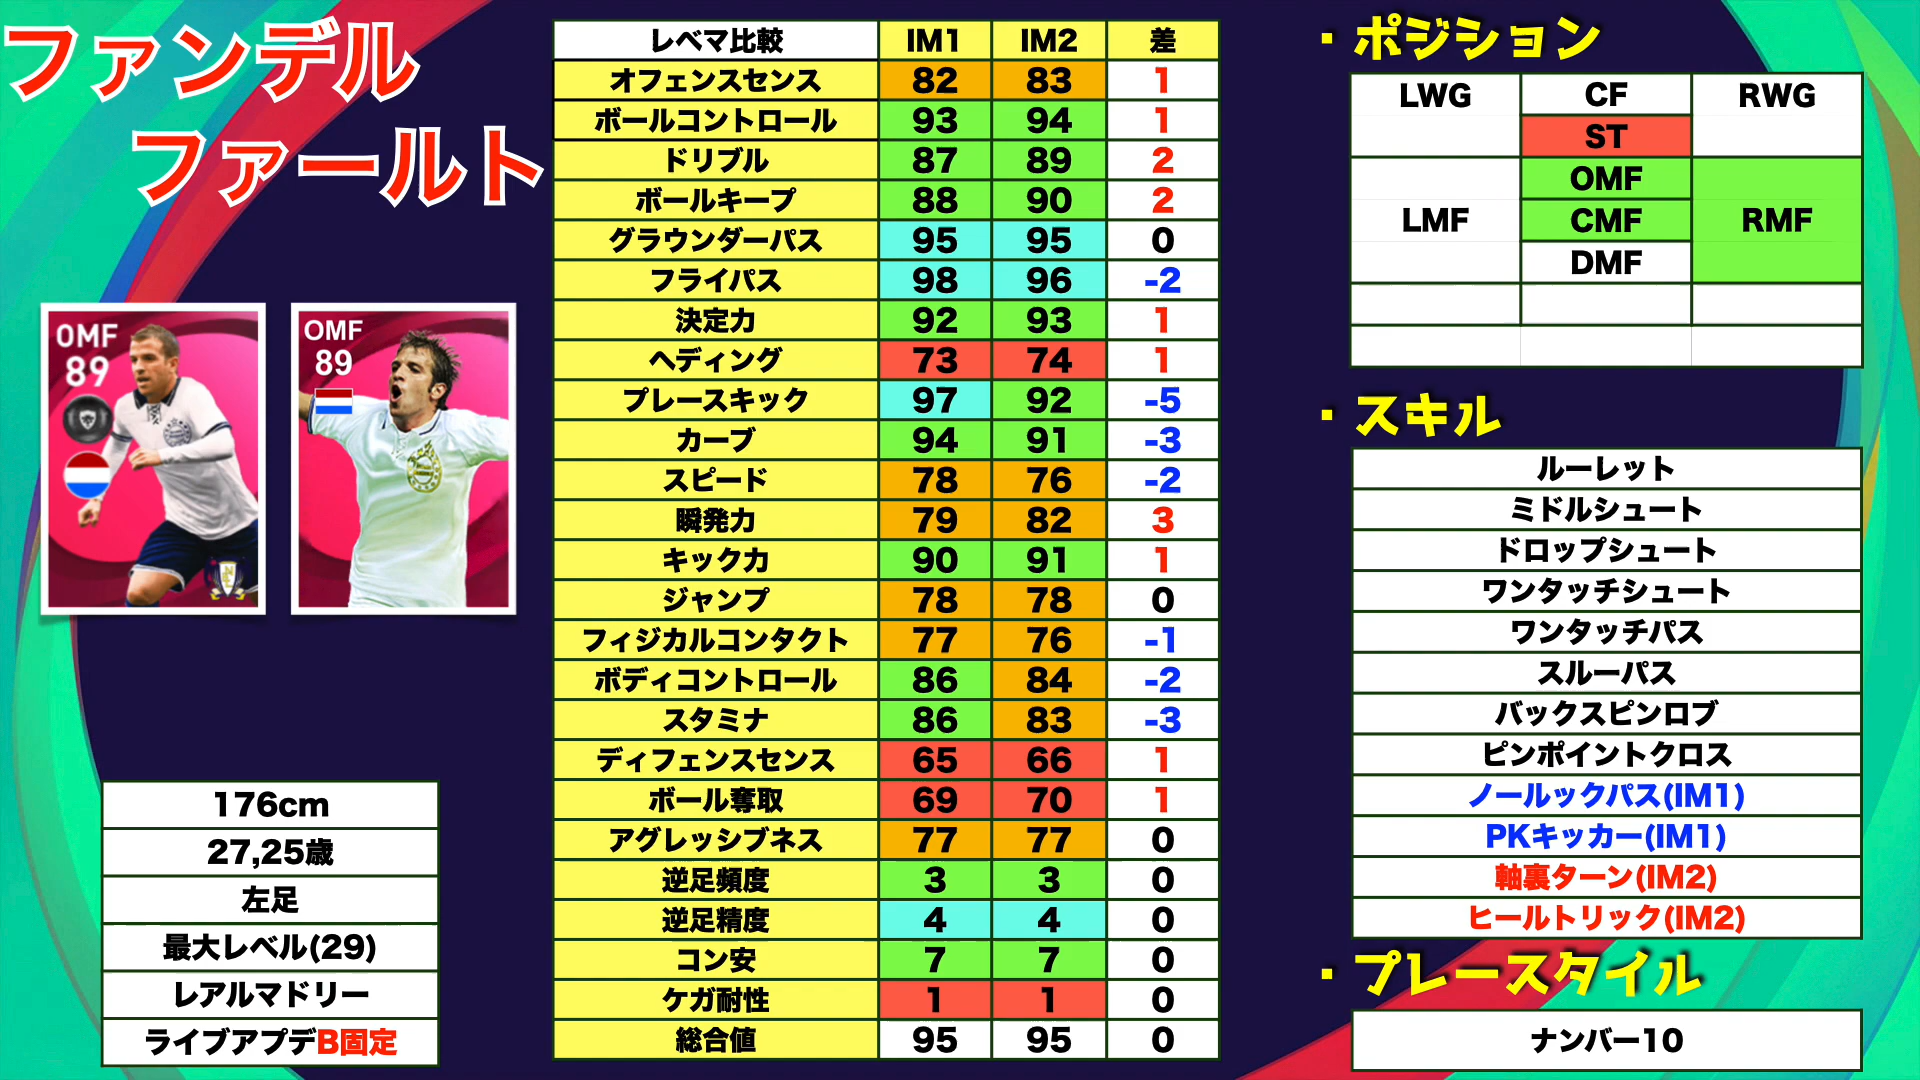 ファンデル
ファールト
OMF
89
OMF
89
176cm
27,25歳
左足
最大レベル(29)
レアルマドリー
ライブアプデB固定
レベマ比較 IM1 IM2 差
オフェンスセンス 82 83 1
ボールコントロール 93 94 1
ドリブル 87 89 2
ボールキープ 88 90 2
グラウンダーパス 95 95 0
フライパス 98 96 -2
決定力 92 93 1
ヘディング 73 74 1
プレースキック 97 92 -5
カーブ 94 91 -3
スピード 78 76 -2
瞬発力 79 82 3
キック力 90 91 1
ジャンプ 78 78 0
フィジカルコンタクト 77 76 -1
ボディコントロール 86 84 -2
スタミナ 86 83 -3
ディフェンスセンス 65 66 1
ボール奪取 69 70 1
アグレッシブネス 77 77 0
逆足頻度 3 3 0
逆足精度 4 4 0
コン安 7 7 0
ケガ耐性 1 1 0
総合値 95 95 0
・ポジション
LWG CF RWG
ST
OMF
LMF CMF RMF
DMF
・スキル
ルーレット
ミドルシュート
ドロップシュート
ワンタッチシュート
ワンタッチパス
スルーパス
バックスピンロブ
ピンポイントクロス
ノールックパス(IM1)
PKキッカー(IM1)
軸裏ターン(IM2)
ヒールトリック(IM2)
・プレースタイル
ナンバー10